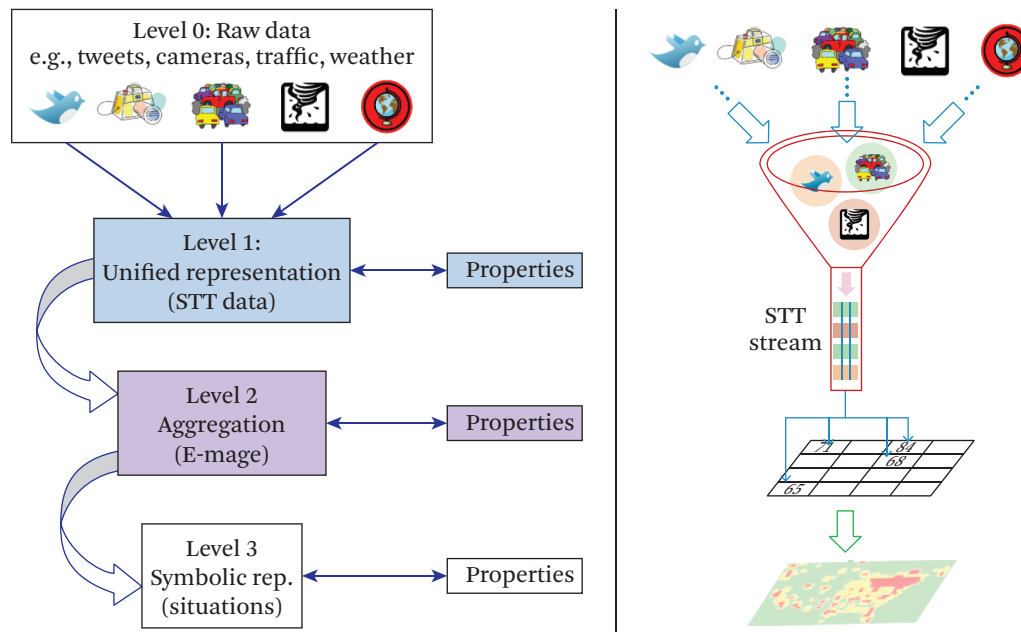 Level 0: Raw data
e.g., tweets, cameras, traffic, weather
Level 1:
Unified representation
(STT data)
Properties
Level 2
Aggregation
(E-mage)
Properties
Level 3
Symbolic rep.
(situations)
Properties
STT
stream
71
84
68
65